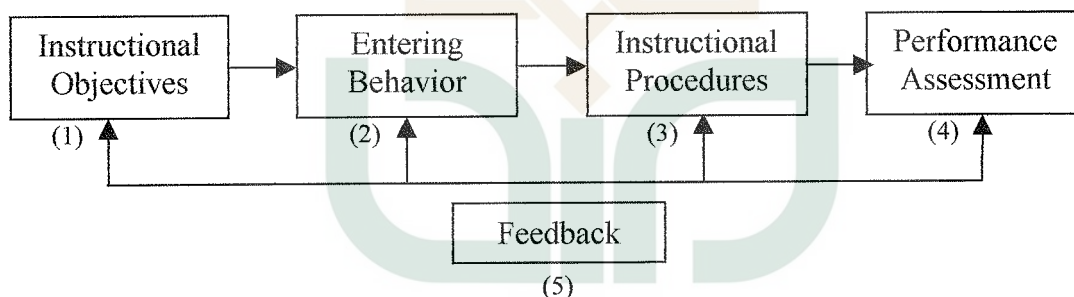 Instructional
Objectives
(1)
Entering
Behavior
(2)
Instructional
Procedures
(3)
Performance
Assessment
(4)
Feedback
(5)